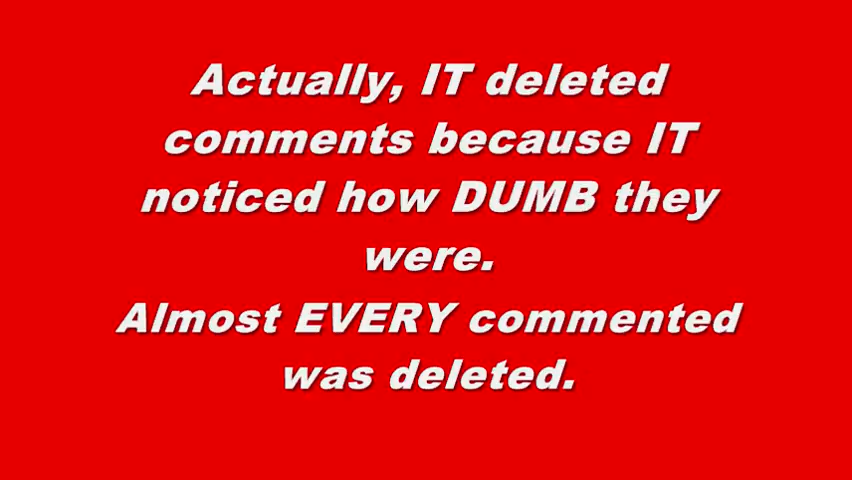 Actually, IT deleted
comments because IT
noticed how DUMB they
were.
Almost EVERY commented
was deleted.